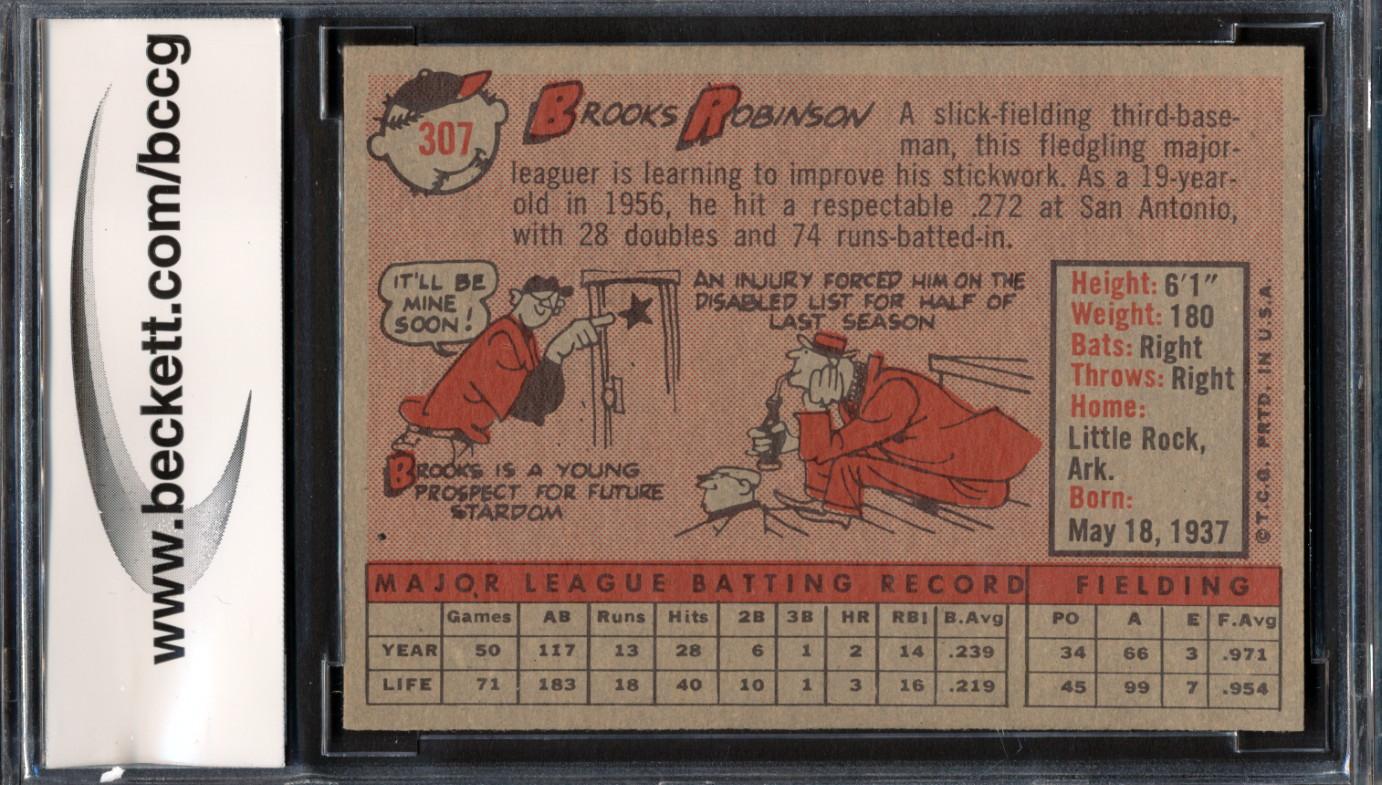 www.beckett.com/bccg
307
BROOKS ROBINSON
A slick-fielding third-base-
man, this fledgling major-
leaguer is learning to improve his stickwork. As a 19-year-
old in 1956, he hit a respectable .272 at San Antonio,
with 28 doubles and 74 runs-batted-in.
IT'LL BE
MINE
SOON!
BROOKS IS A YOUNG
PROSPECT FOR FUTURE
STARDOM
AN INJURY FORCED HIM ON THE
DISABLED LIST FOR HALF OF
LAST SEASON
Height: 6'1"
Weight: 180
Bats: Right
Throws: Right
Home:
Little Rock,
Ark.
Born:
May 18, 1937
©T.C.G. PRTD. IN U.S.A.
MAJOR LEAGUE BATTING RECORD FIELDING
Games AB Runs Hits 2B 3B HR RBI B.Avg PO A E F.Avg
YEAR 50 117 13 28 6 1 2 14 .239 34 66 3 .971
LIFE 71 183 18 40 10 1 3 16 .219 45 99 7 .954